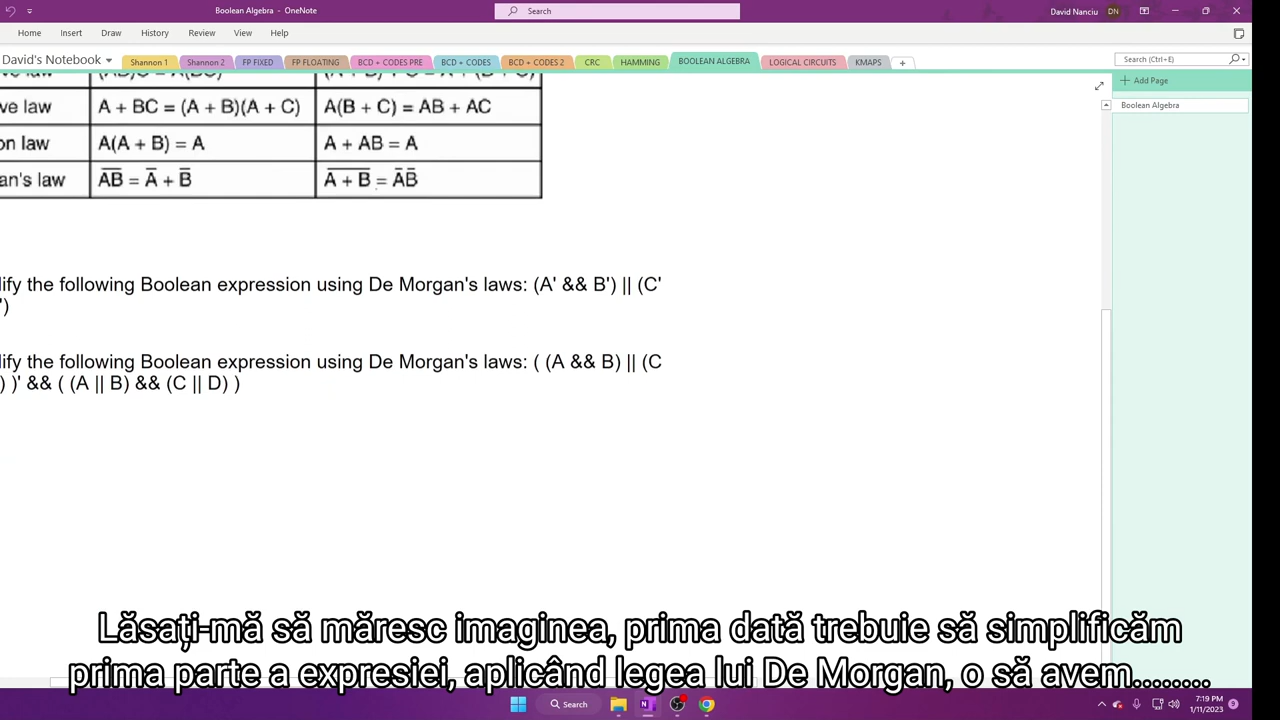 Boolean Algebra - OneNote
Search
David Nanciu DN
Home Insert Draw History Review View Help
David's Notebook
Shannon 1 Shannon 2 FP FIXED FP FLOATING BCD + CODES PRE BCD + CODES BCD + CODES 2 CRC HAMMING BOOLEAN ALGEBRA LOGICAL CIRCUITS KMAPS +
Search (Ctrl+E)
Add Page
Boolean Algebra
ve law A + BC = (A + B)(A + C) A(B + C) = AB + AC
on law A(A + B) = A A + AB = A
an's law A̅B̅ = A̅ + B̅ A̅ ̅+̅ ̅B̅ = A̅B̅
ify the following Boolean expression using De Morgan's laws: (A' && B') || (C'
')
ify the following Boolean expression using De Morgan's laws: ( (A && B) || (C
) )' && ( (A || B) && (C || D) )
Lăsați-mă să măresc imaginea, prima dată trebuie să simplificăm
prima parte a expresiei, aplicând legea lui De Morgan, o să avem........
Search
7:19 PM
1/11/2023